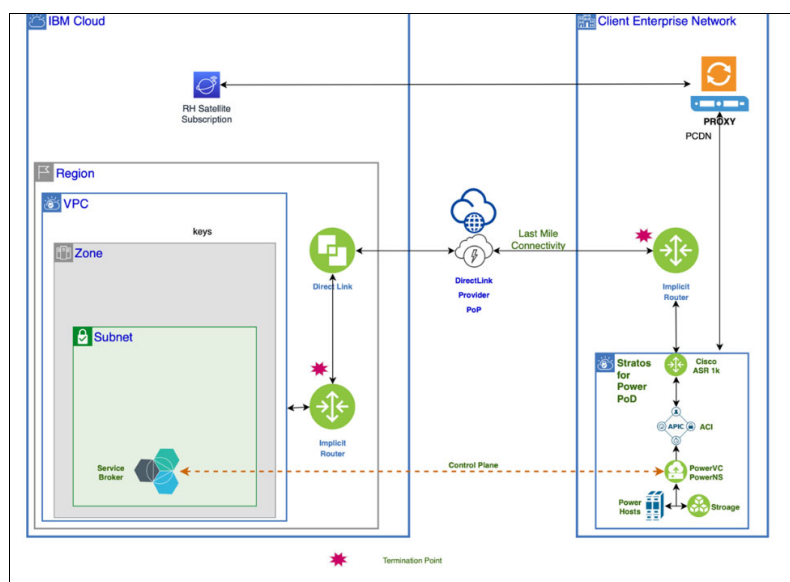 IBM Cloud
Client Enterprise Network
RH Satellite
Subscription
PROXY
PCDN
Region
VPC
keys
Zone
Last Mile
Connectivity
Direct Link
DirectLink
Provider
PoP
Implicit
Router
Subnet
Stratos
for
Power
PoD
Cisco
ASR 1k
APIC
ACI
Implicit
Router
Service
Broker
Control Plane
PowerVC
PowerNS
Power
Hosts
Stroage
Termination Point